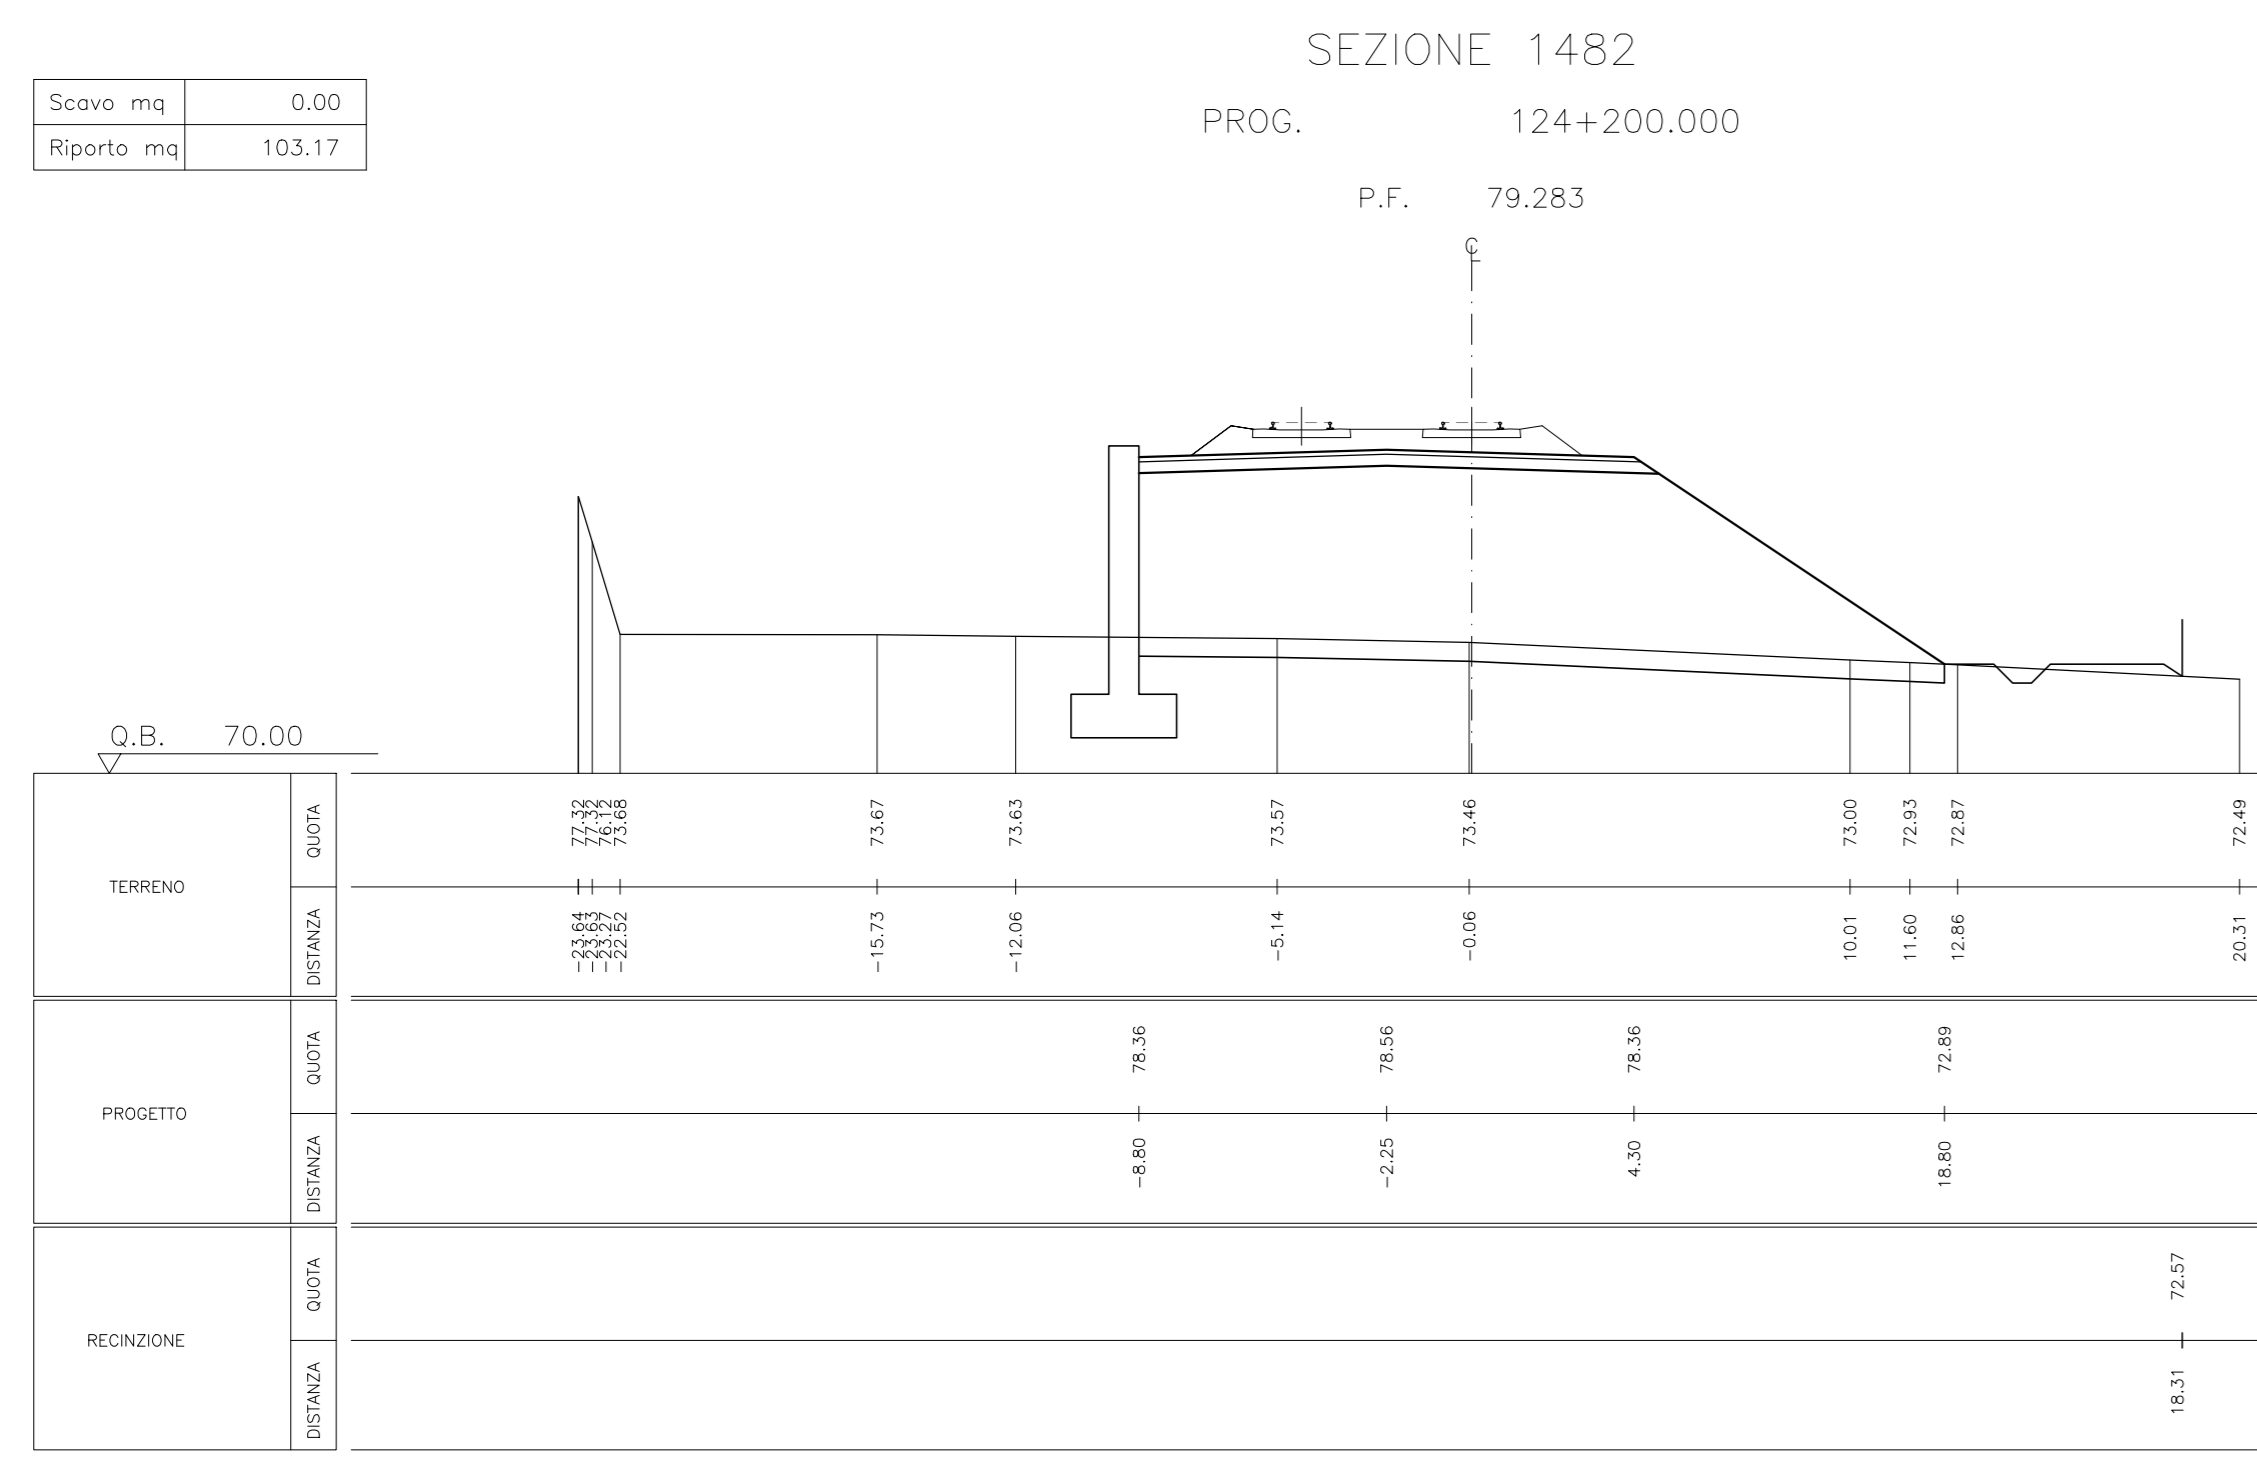 SEZIONE 1482
Scavo mq 0.00
PROG. 124+200.000
Riporto mq 103.17
P.F. 79.283
℄
Q.B. 70.00
TERRENO
QUOTA
77.32 77.32 76.12 73.68 73.67 73.63 73.57 73.46 73.00 72.93 72.87 72.49
DISTANZA
-23.64 -23.63 -23.27 -22.52 -15.73 -12.06 -5.14 -0.06 10.01 11.60 12.86 20.31
PROGETTO
QUOTA
78.36 78.56 78.36 72.89
DISTANZA
-8.80 -2.25 4.30 18.80
RECINZIONE
QUOTA
72.57
DISTANZA
18.31